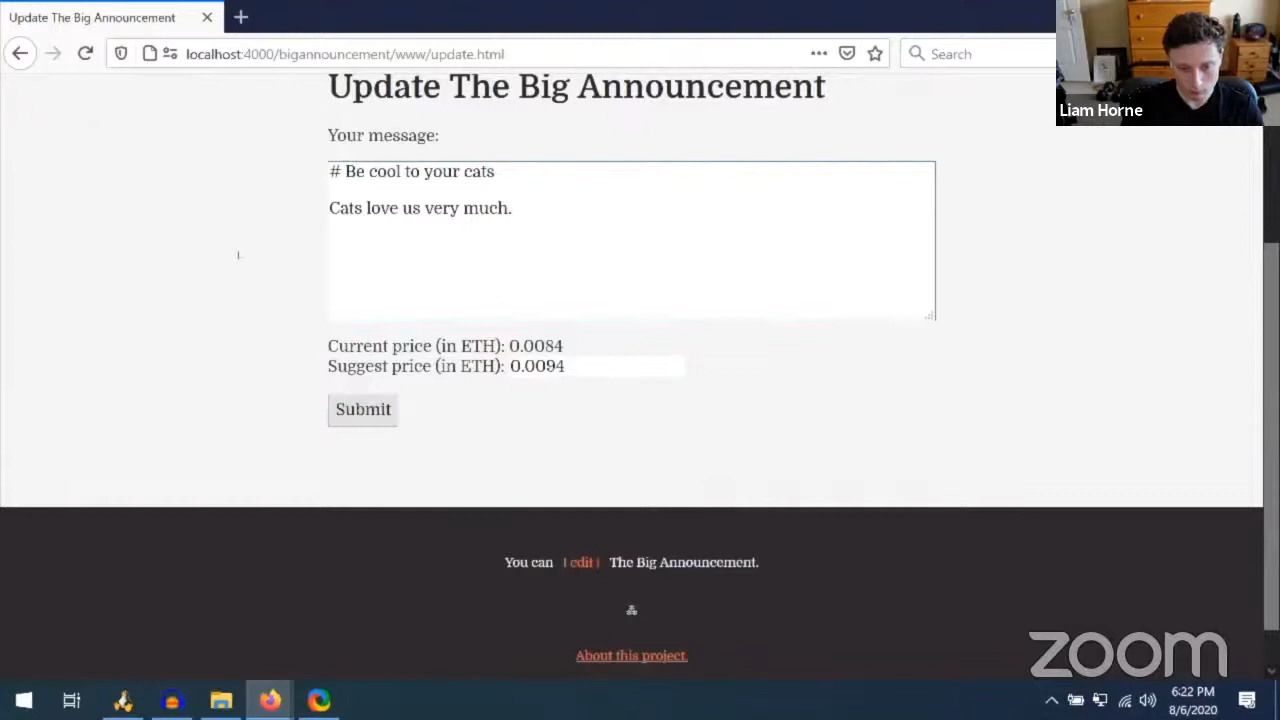 Update The Big Announcement
localhost:4000/bigannouncement/www/update.html
Search
Liam Horne
Update The Big Announcement
Your message:
# Be cool to your cats
Cats love us very much.
Current price (in ETH): 0.0084
Suggest price (in ETH): 0.0094
Submit
You can | edit | The Big Announcement.
About this project.
zoom
6:22 PM
8/6/2020